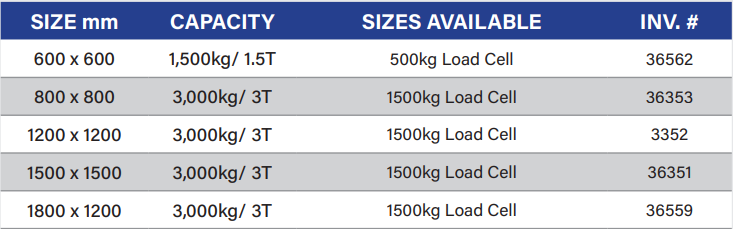 SIZE mm CAPACITY SIZES AVAILABLE INV. #
600 x 600 1,500kg/ 1.5T 500kg Load Cell 36562
800 x 800 3,000kg/ 3T 1500kg Load Cell 36353
1200 x 1200 3,000kg/ 3T 1500kg Load Cell 3352
1500 x 1500 3,000kg/ 3T 1500kg Load Cell 36351
1800 x 1200 3,000kg/ 3T 1500kg Load Cell 36559